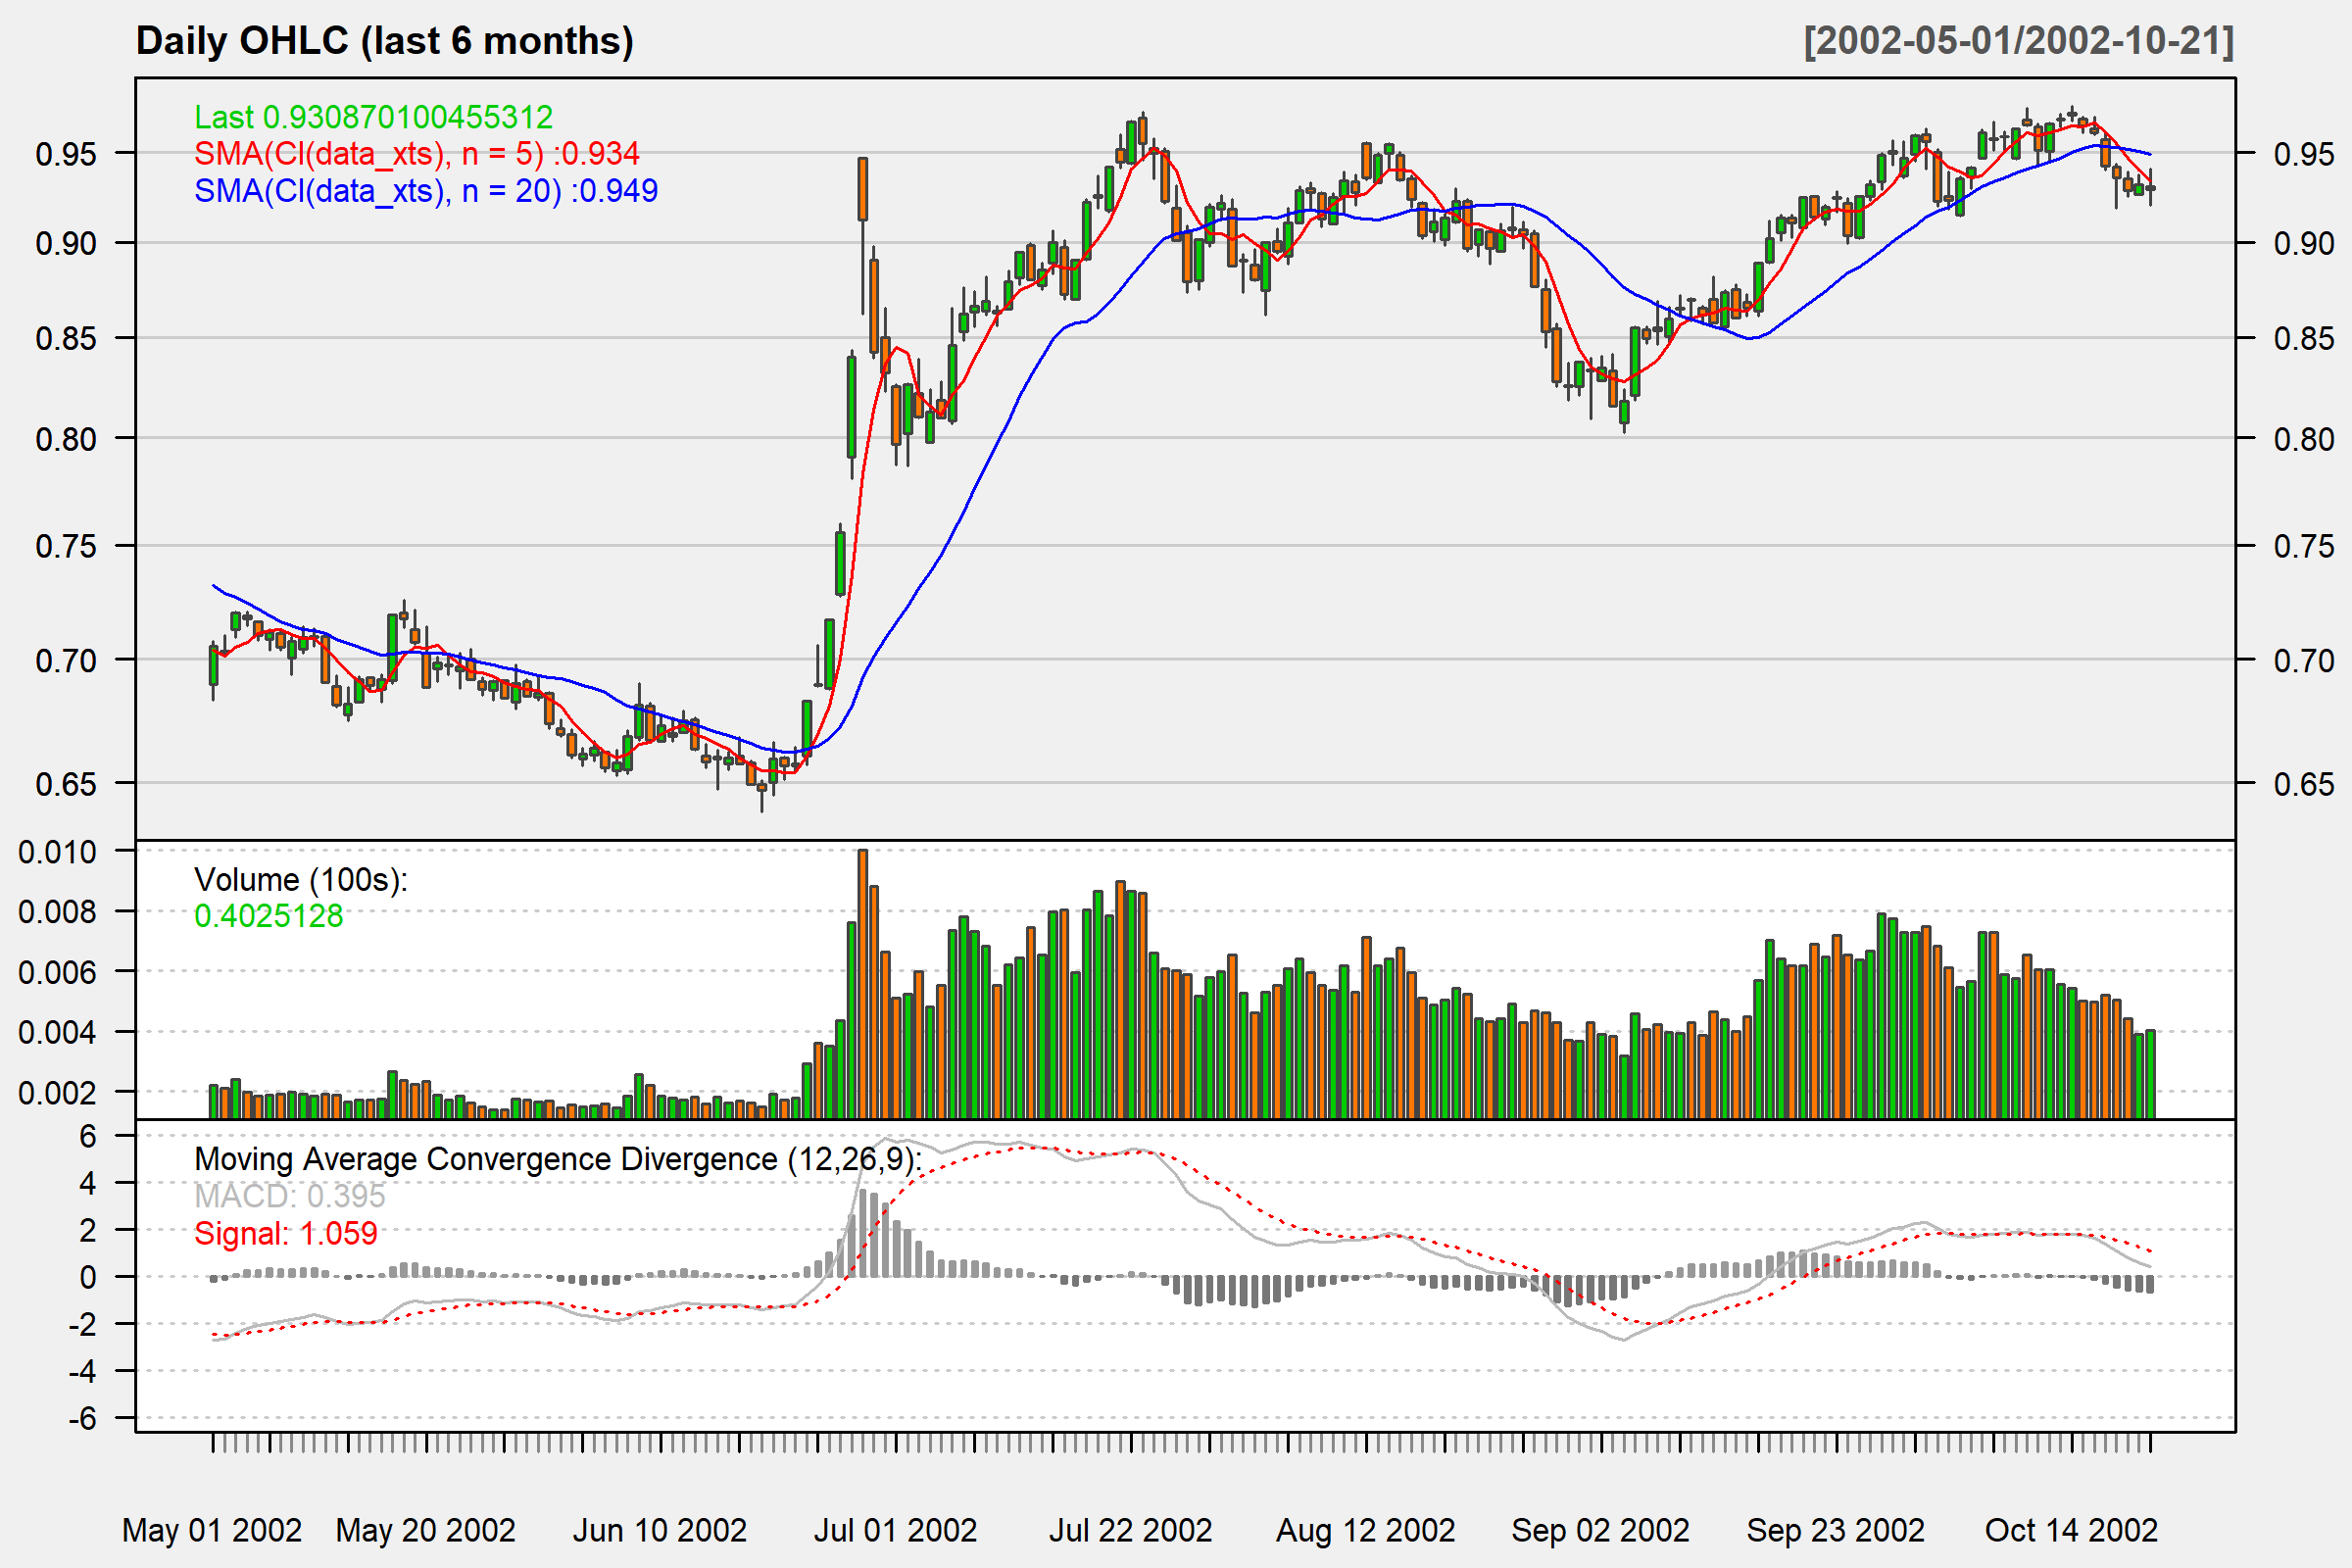 Daily OHLC (last 6 months)
[2002-05-01/2002-10-21]
Last 0.930870100455312
SMA(Cl(data_xts), n = 5) :0.934
SMA(Cl(data_xts), n = 20) :0.949
0.95
0.90
0.85
0.80
0.75
0.70
0.65
0.95
0.90
0.85
0.80
0.75
0.70
0.65
Volume (100s):
0.4025128
0.010
0.008
0.006
0.004
0.002
Moving Average Convergence Divergence (12,26,9):
MACD: 0.395
Signal: 1.059
6
4
2
0
-2
-4
-6
May 01 2002
May 20 2002
Jun 10 2002
Jul 01 2002
Jul 22 2002
Aug 12 2002
Sep 02 2002
Sep 23 2002
Oct 14 2002